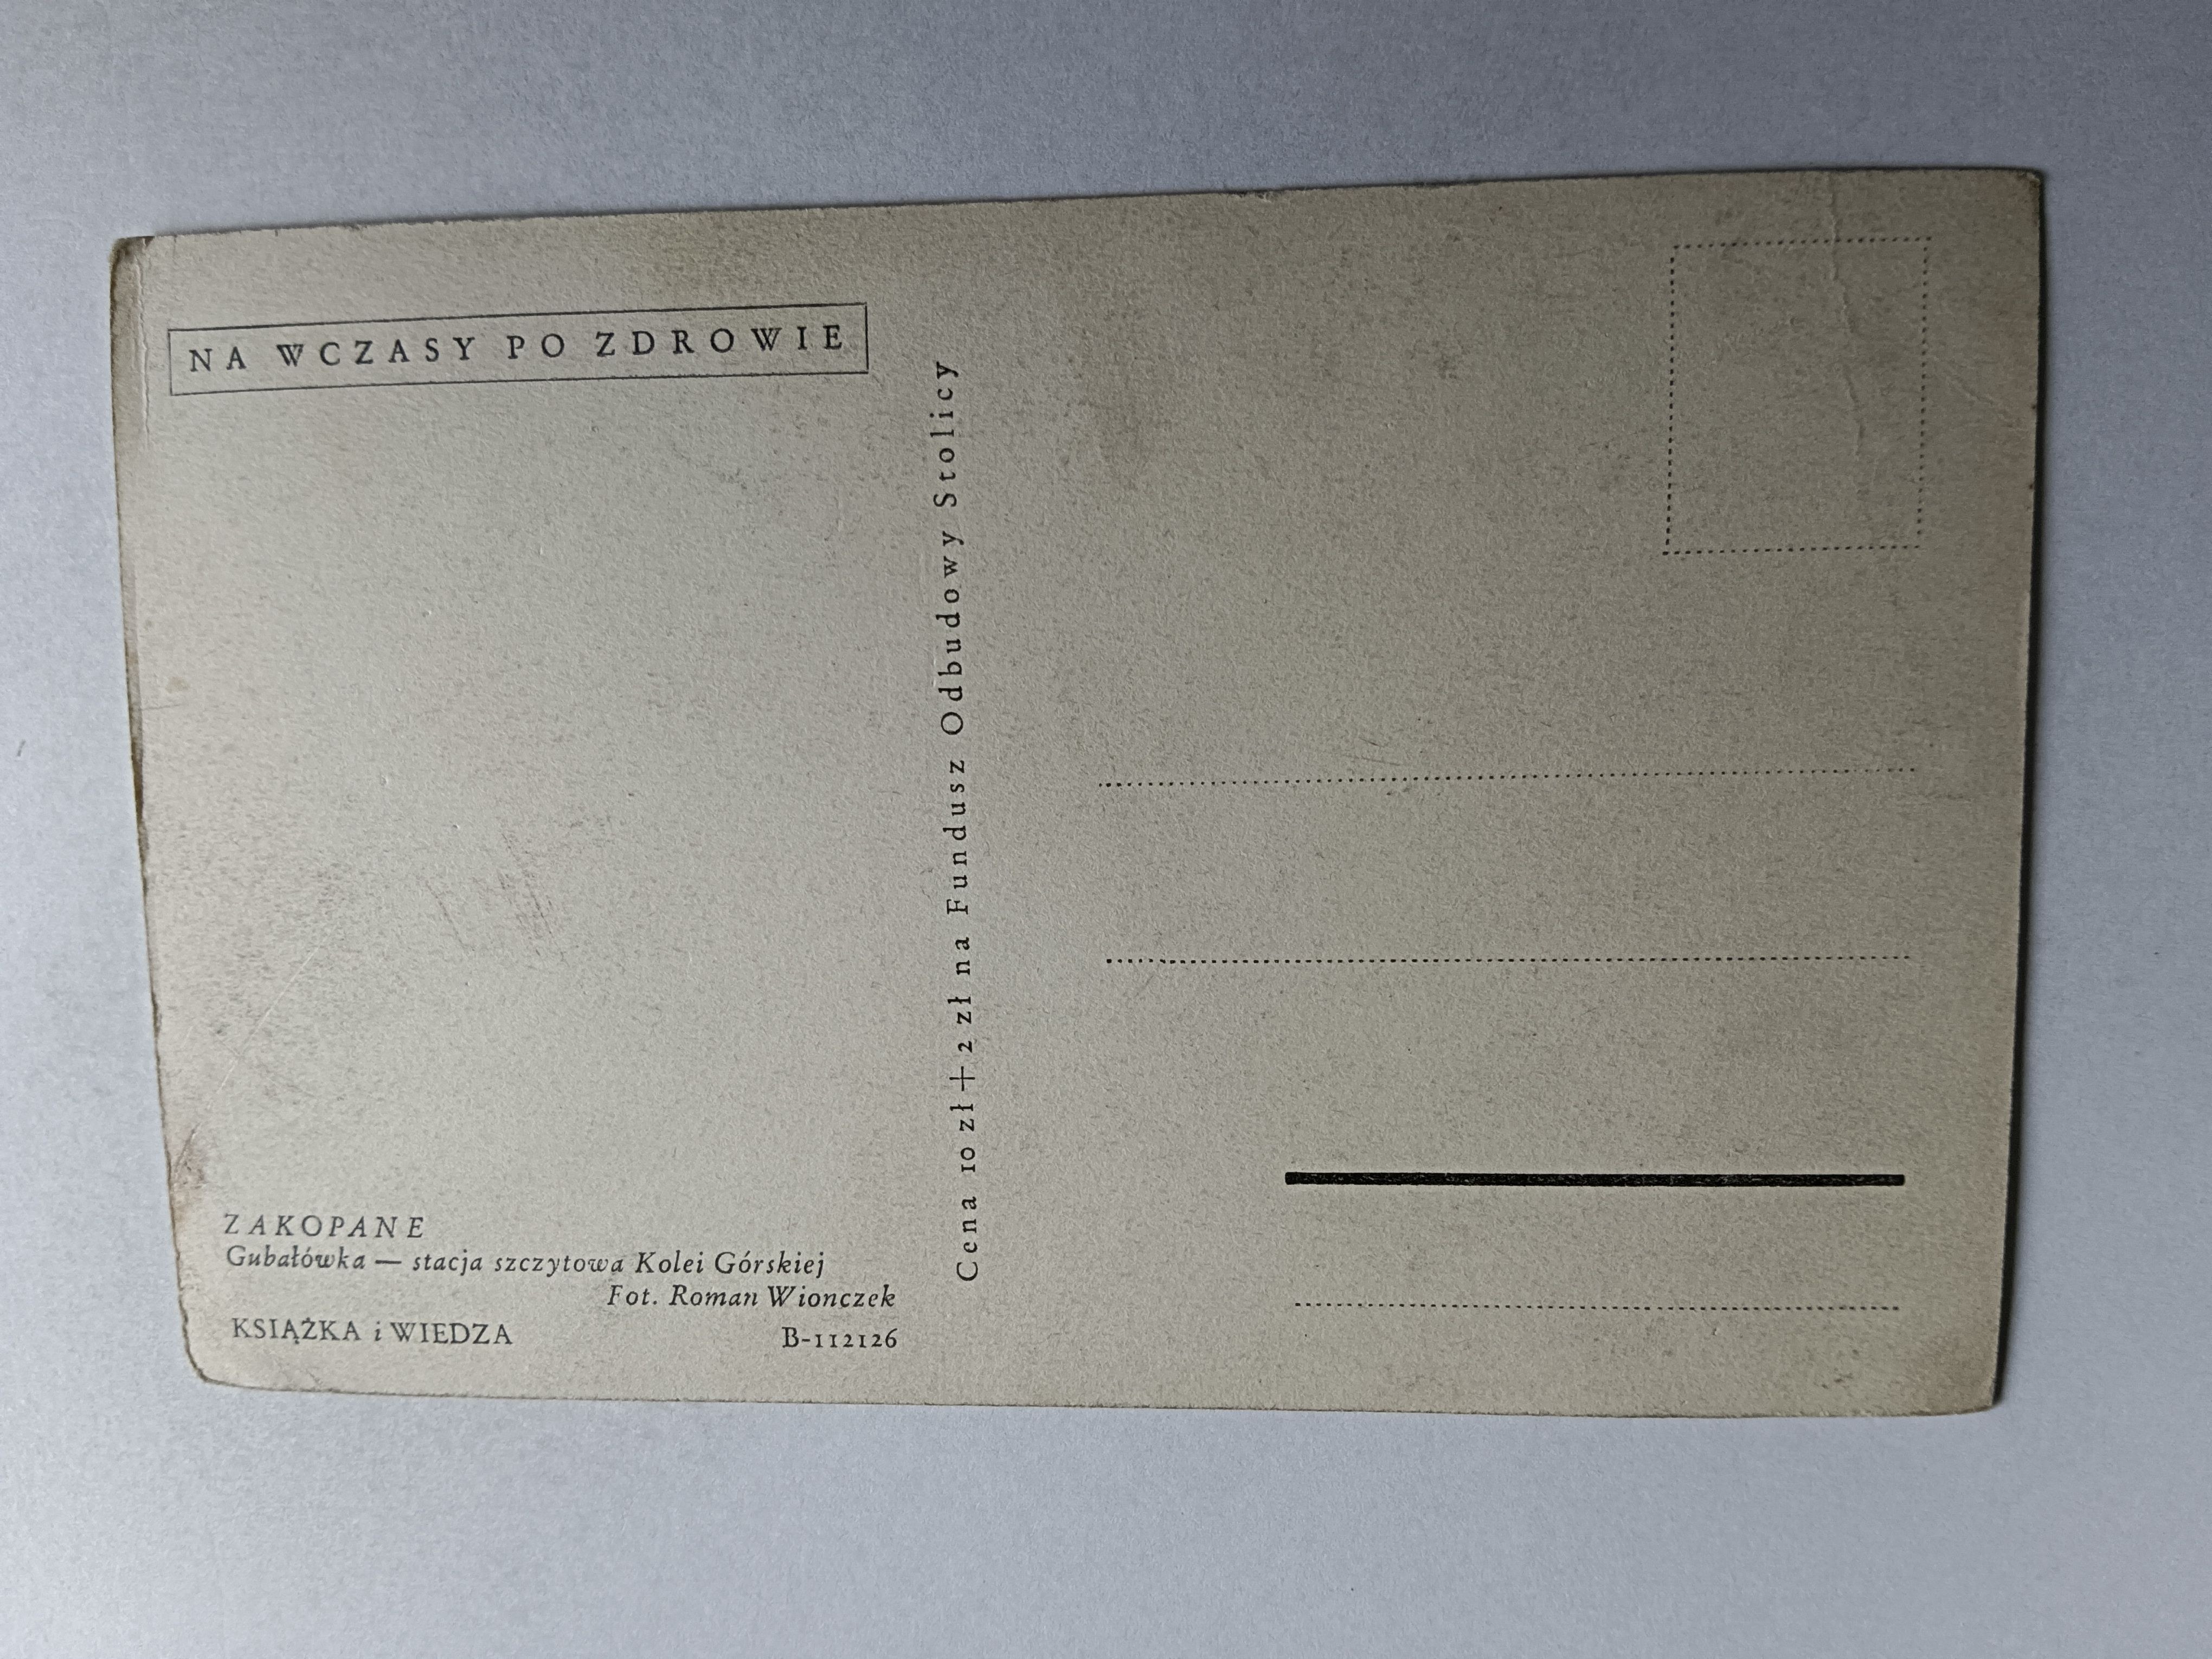 NA WCZASY PO ZDROWIE
Cena 10 zł + 2 zł na Fundusz Odbudowy Stolicy
ZAKOPANE
Gubałówka — stacja szczytowa Kolei Górskiej
Fot. Roman Wionczek
KSIĄŻKA i WIEDZA B-112126